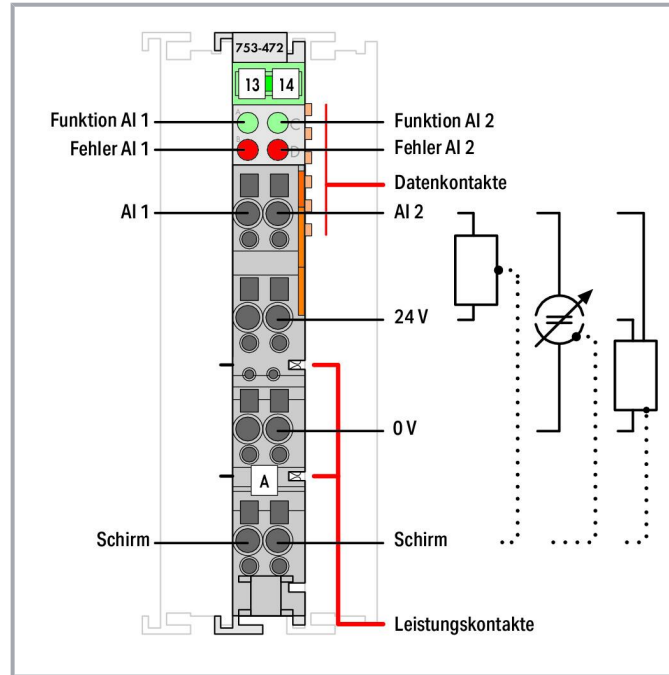 753-472
13 14
A C
Funktion AI 1
Funktion AI 2
Fehler AI 1
Fehler AI 2
D
Datenkontakte
AI 1
AI 2
24 V
0 V
A
Schirm
Schirm
Leistungskontakte